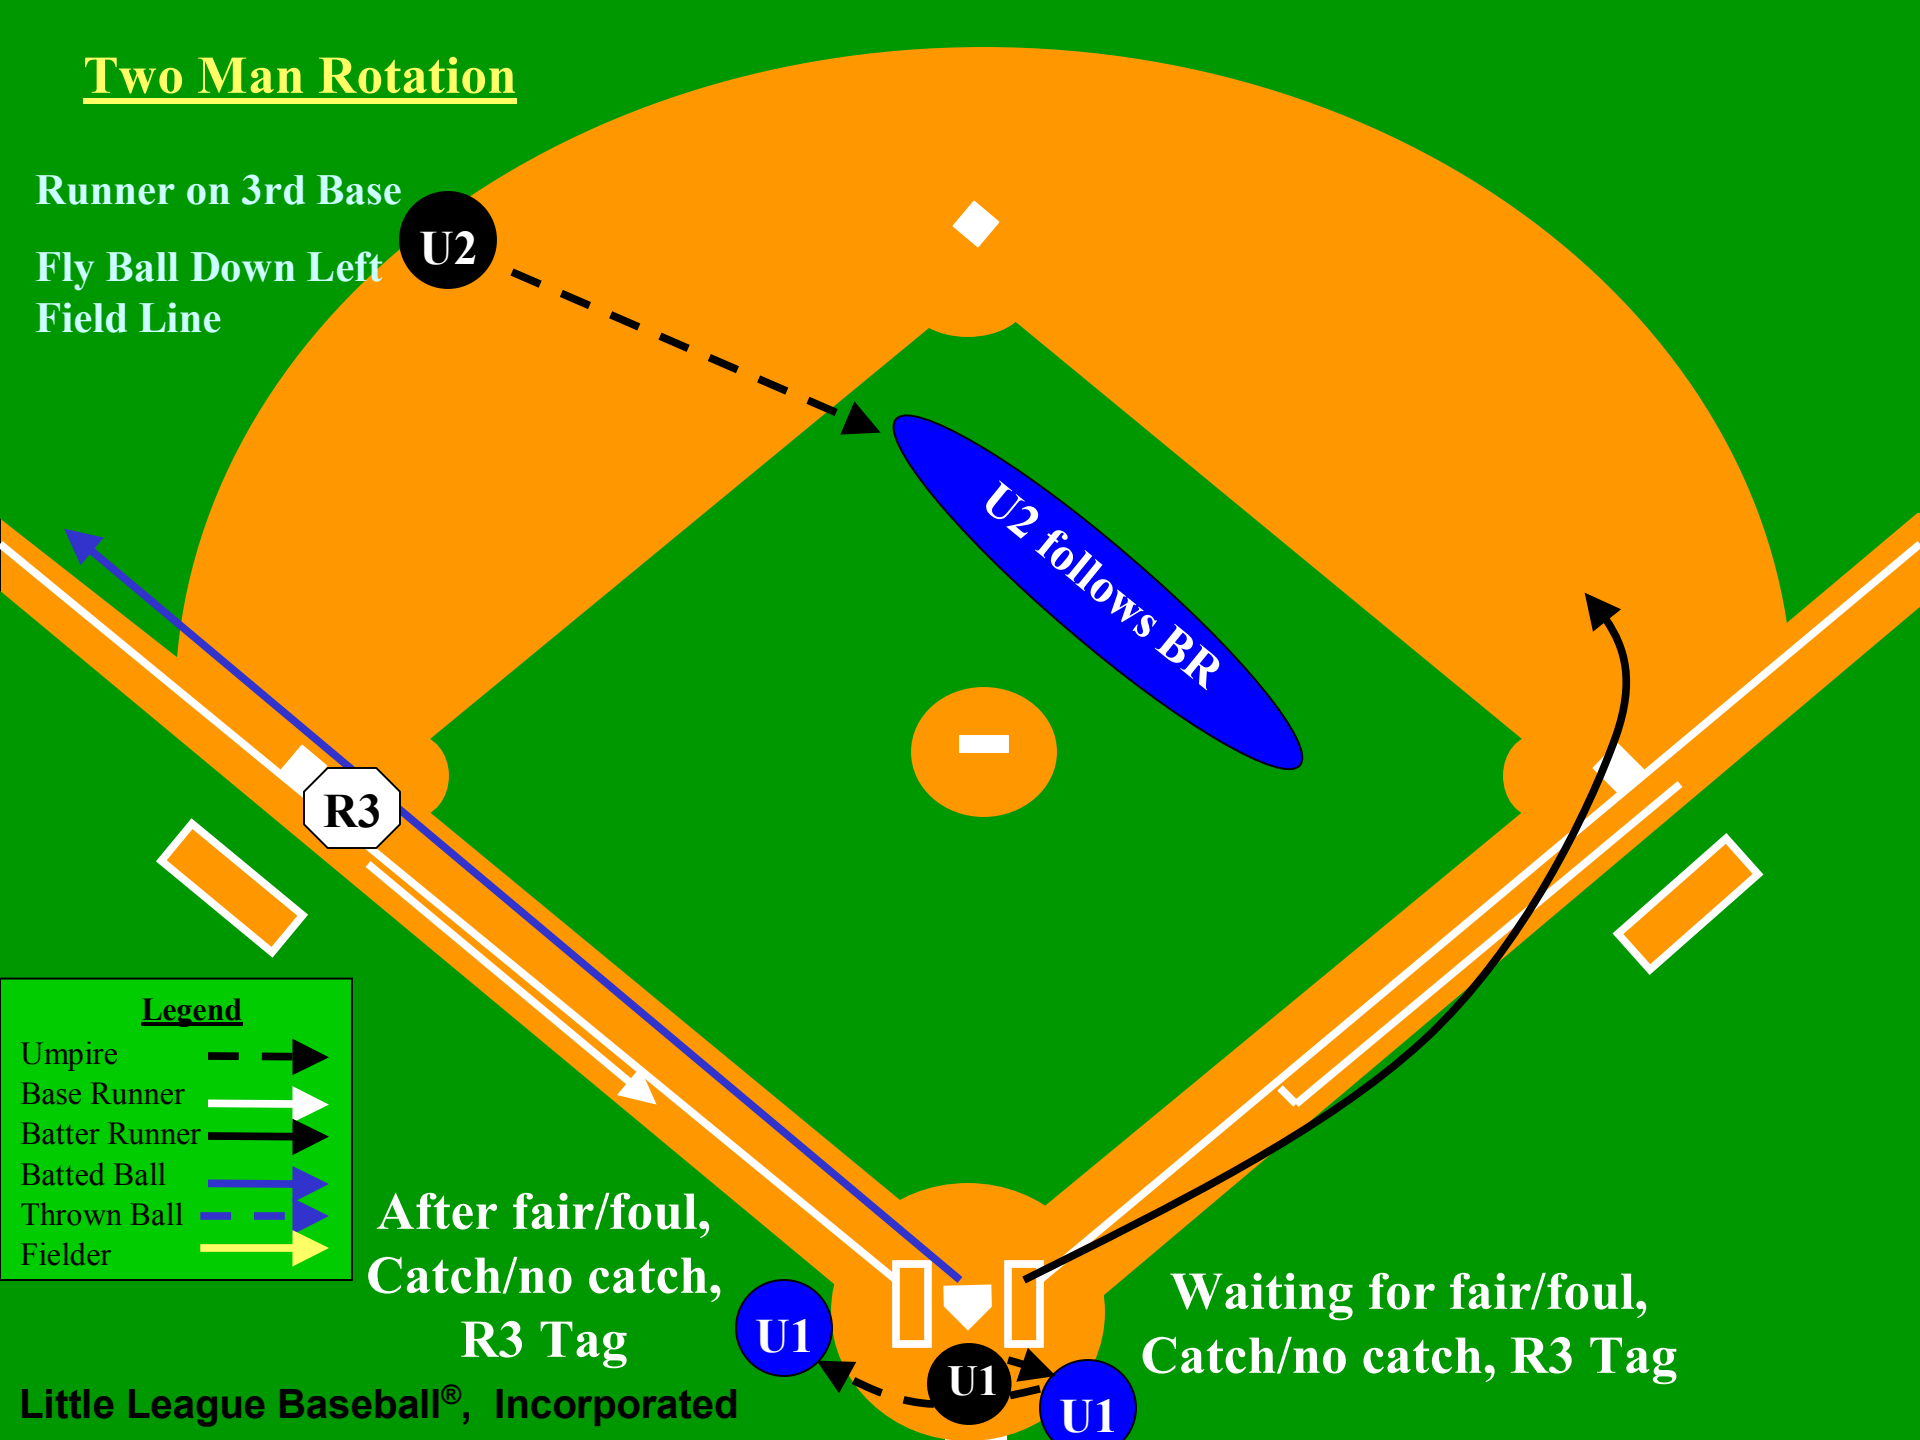 Two Man Rotation
Runner on 3rd Base
U2
Fly Ball Down Left
Field Line
U2 follows BR
R3
Legend
Umpire
Base Runner
Batter Runner
Batted Ball
Thrown Ball
Fielder
After fair/foul,
Catch/no catch,
R3 Tag
U1
U1
U1
Waiting for fair/foul,
Catch/no catch, R3 Tag
Little League Baseball®, Incorporated